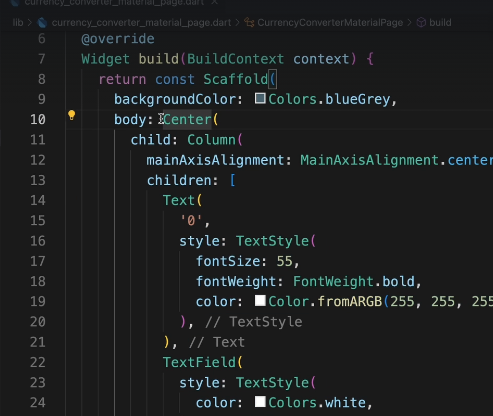 currency_converter_material_page.dart
lib > currency_converter_material_page.dart > CurrencyConverterMaterialPage > build
6 @override
7 Widget build(BuildContext context) {
8 return const Scaffold(
9 backgroundColor: Colors.blueGrey,
10 body: Center(
11 child: Column(
12 mainAxisAlignment: MainAxisAlignment.center
13 children: [
14 Text(
15 '0',
16 style: TextStyle(
17 fontSize: 55,
18 fontWeight: FontWeight.bold,
19 color: Color.fromARGB(255, 255, 255
20 ), // TextStyle
21 ), // Text
22 TextField(
23 style: TextStyle(
24 color: Colors.white,